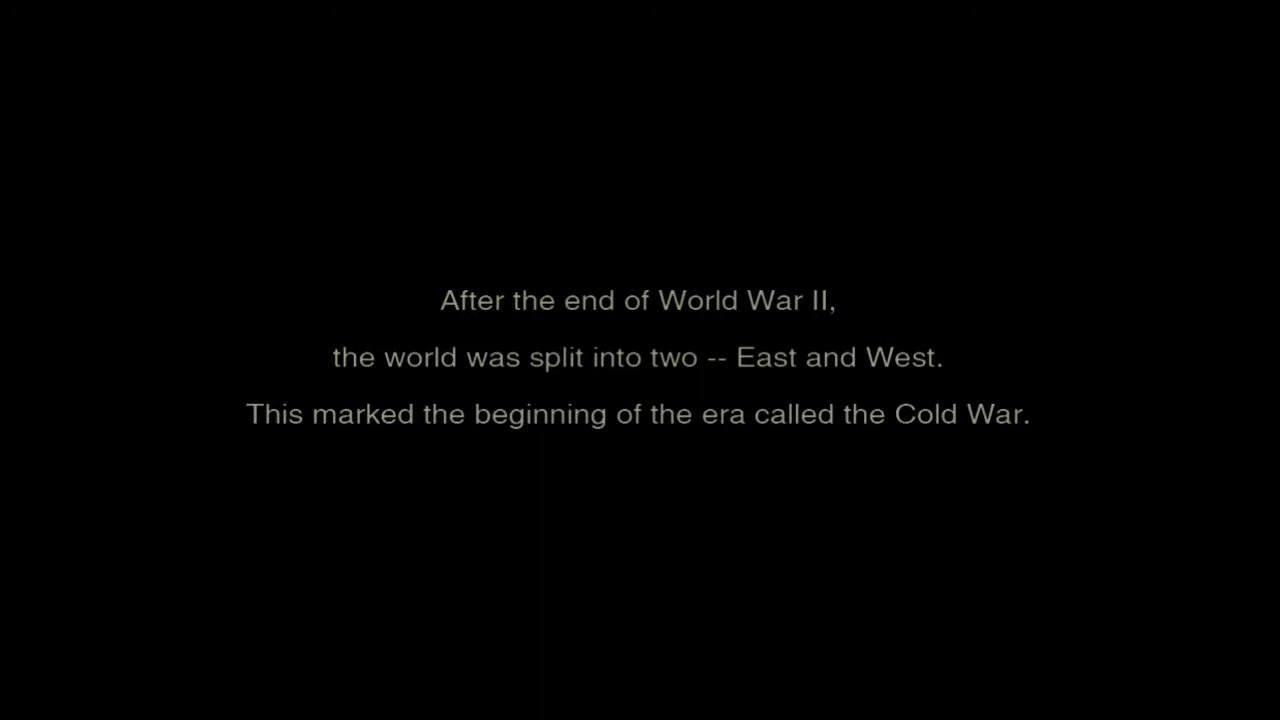 After the end of World War II,
the world was split into two -- East and West.
This marked the beginning of the era called the Cold War.